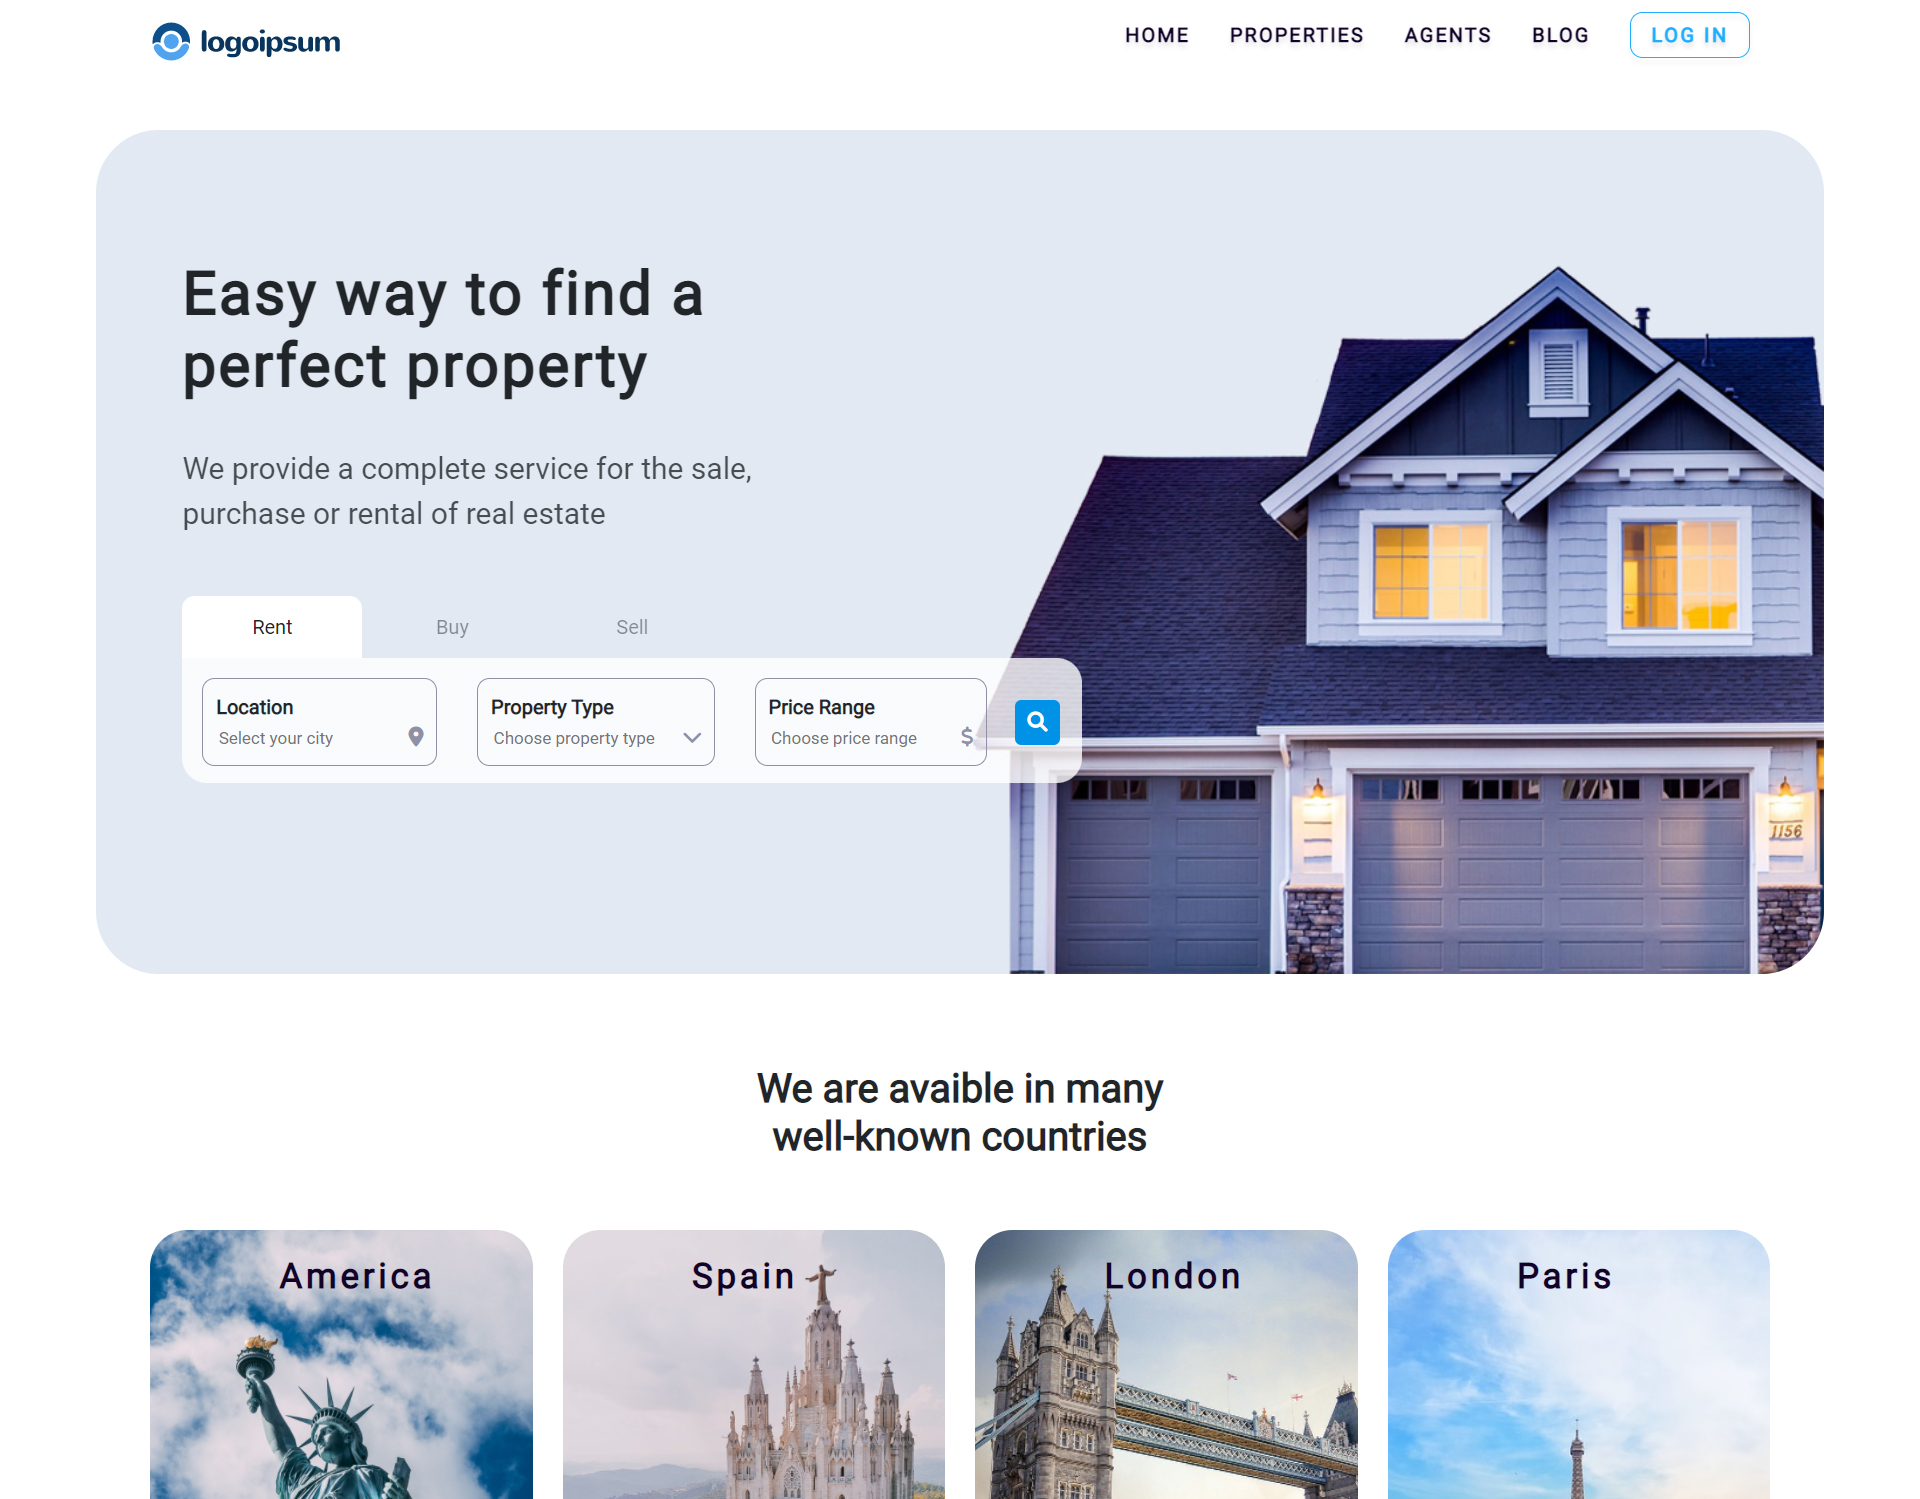 logoipsum
HOME PROPERTIES AGENTS BLOG LOG IN
Easy way to find a
perfect property
We provide a complete service for the sale,
purchase or rental of real estate
Rent Buy Sell
Location
Select your city
Property Type
Choose property type
Price Range
Choose price range
$
1156
We are avaible in many
well-known countries
America
Spain
London
Paris